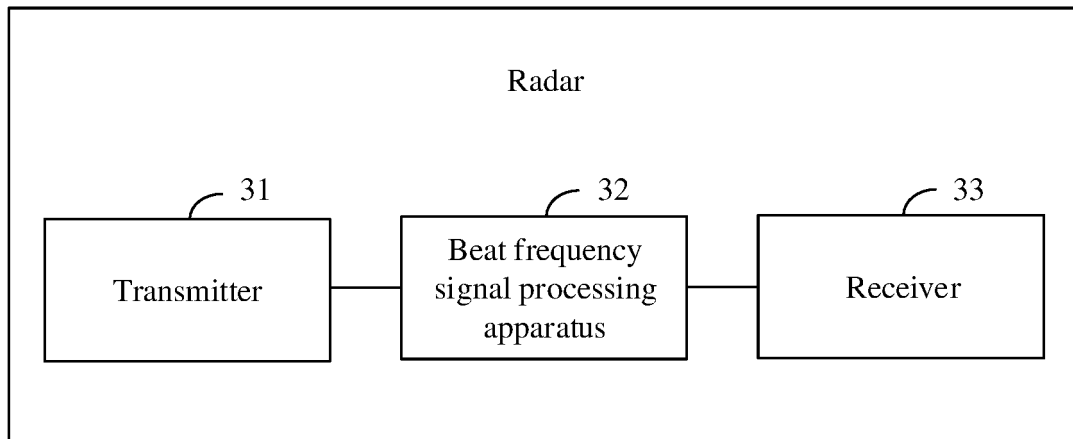 Radar
31
32
33
Transmitter
Beat frequency
signal processing
apparatus
Receiver